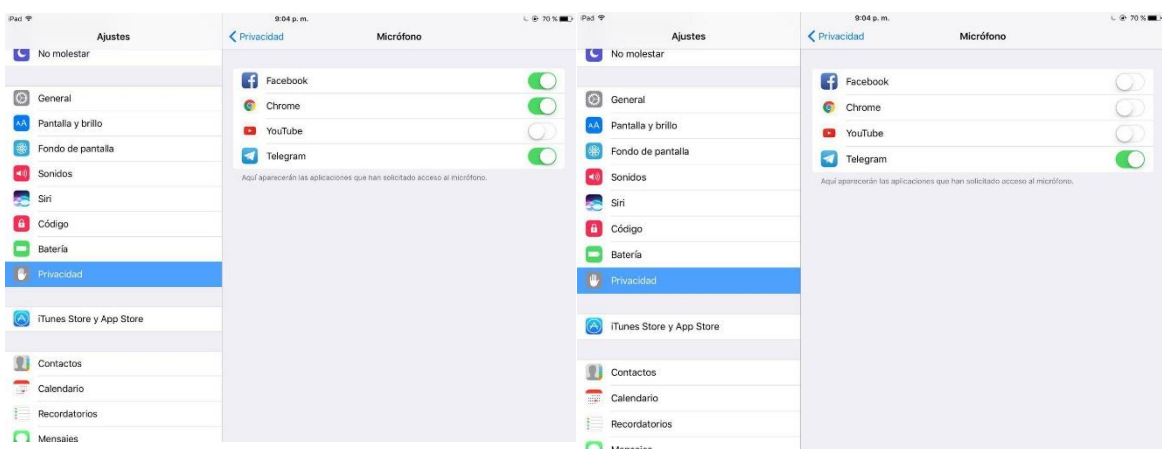 iPad 9:04 p. m. 70 %
Ajustes
No molestar
General
Pantalla y brillo
Fondo de pantalla
Sonidos
Siri
Código
Batería
Privacidad
iTunes Store y App Store
Contactos
Calendario
Recordatorios
Mensajes
Privacidad Micrófono
Facebook
Chrome
YouTube
Telegram
Aquí aparecerán las aplicaciones que han solicitado acceso al micrófono.
iPad 9:04 p. m. 70 %
Ajustes
No molestar
General
Pantalla y brillo
Fondo de pantalla
Sonidos
Siri
Código
Batería
Privacidad
iTunes Store y App Store
Contactos
Calendario
Recordatorios
Mensajes
Privacidad Micrófono
Facebook
Chrome
YouTube
Telegram
Aquí aparecerán las aplicaciones que han solicitado acceso al micrófono.